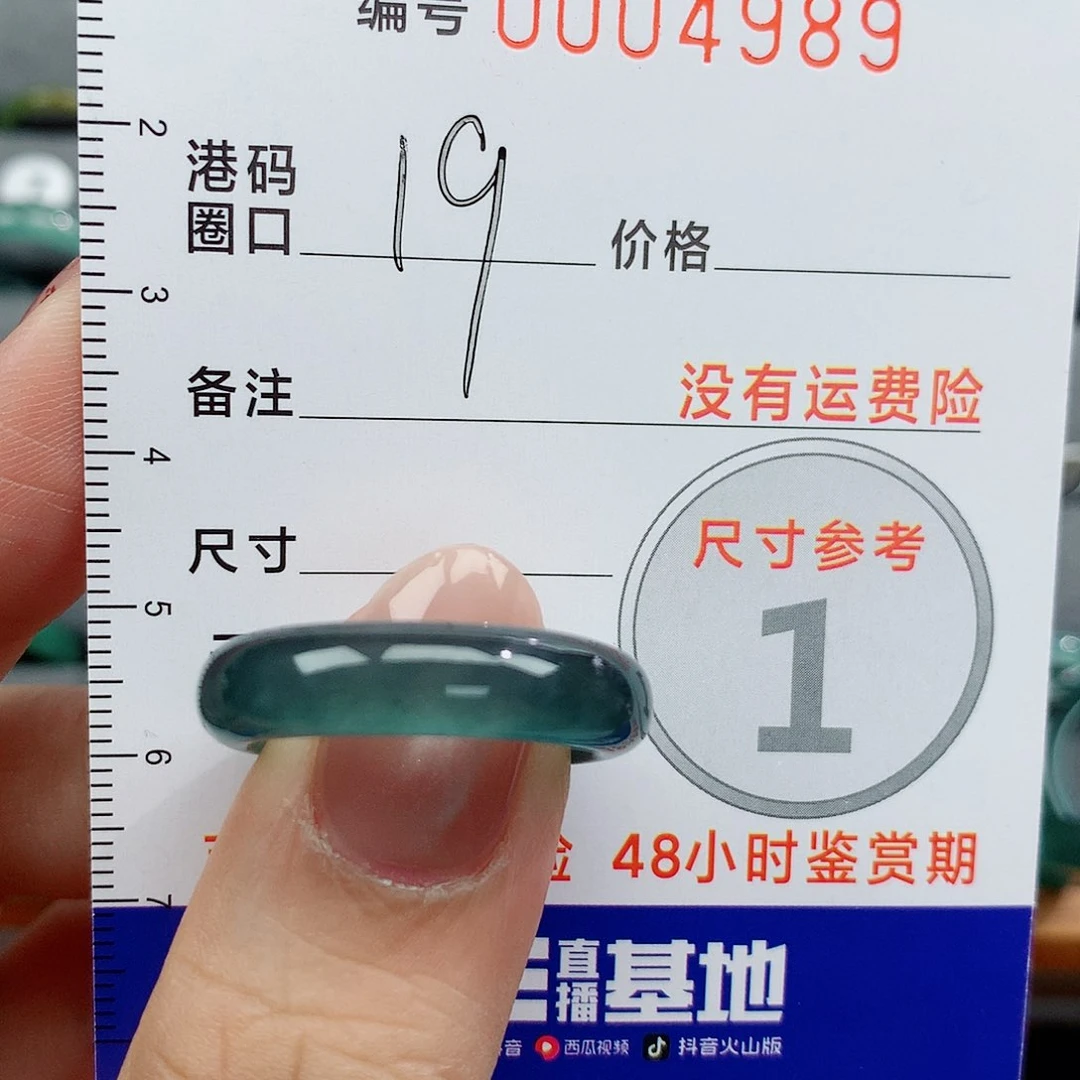 编号 0004989
2
港码
圈口 19 价格
3
备注 没有运费险
4
尺寸 尺寸参考
1
5
6
48小时鉴赏期
7
直播基地
西瓜视频 抖音火山版